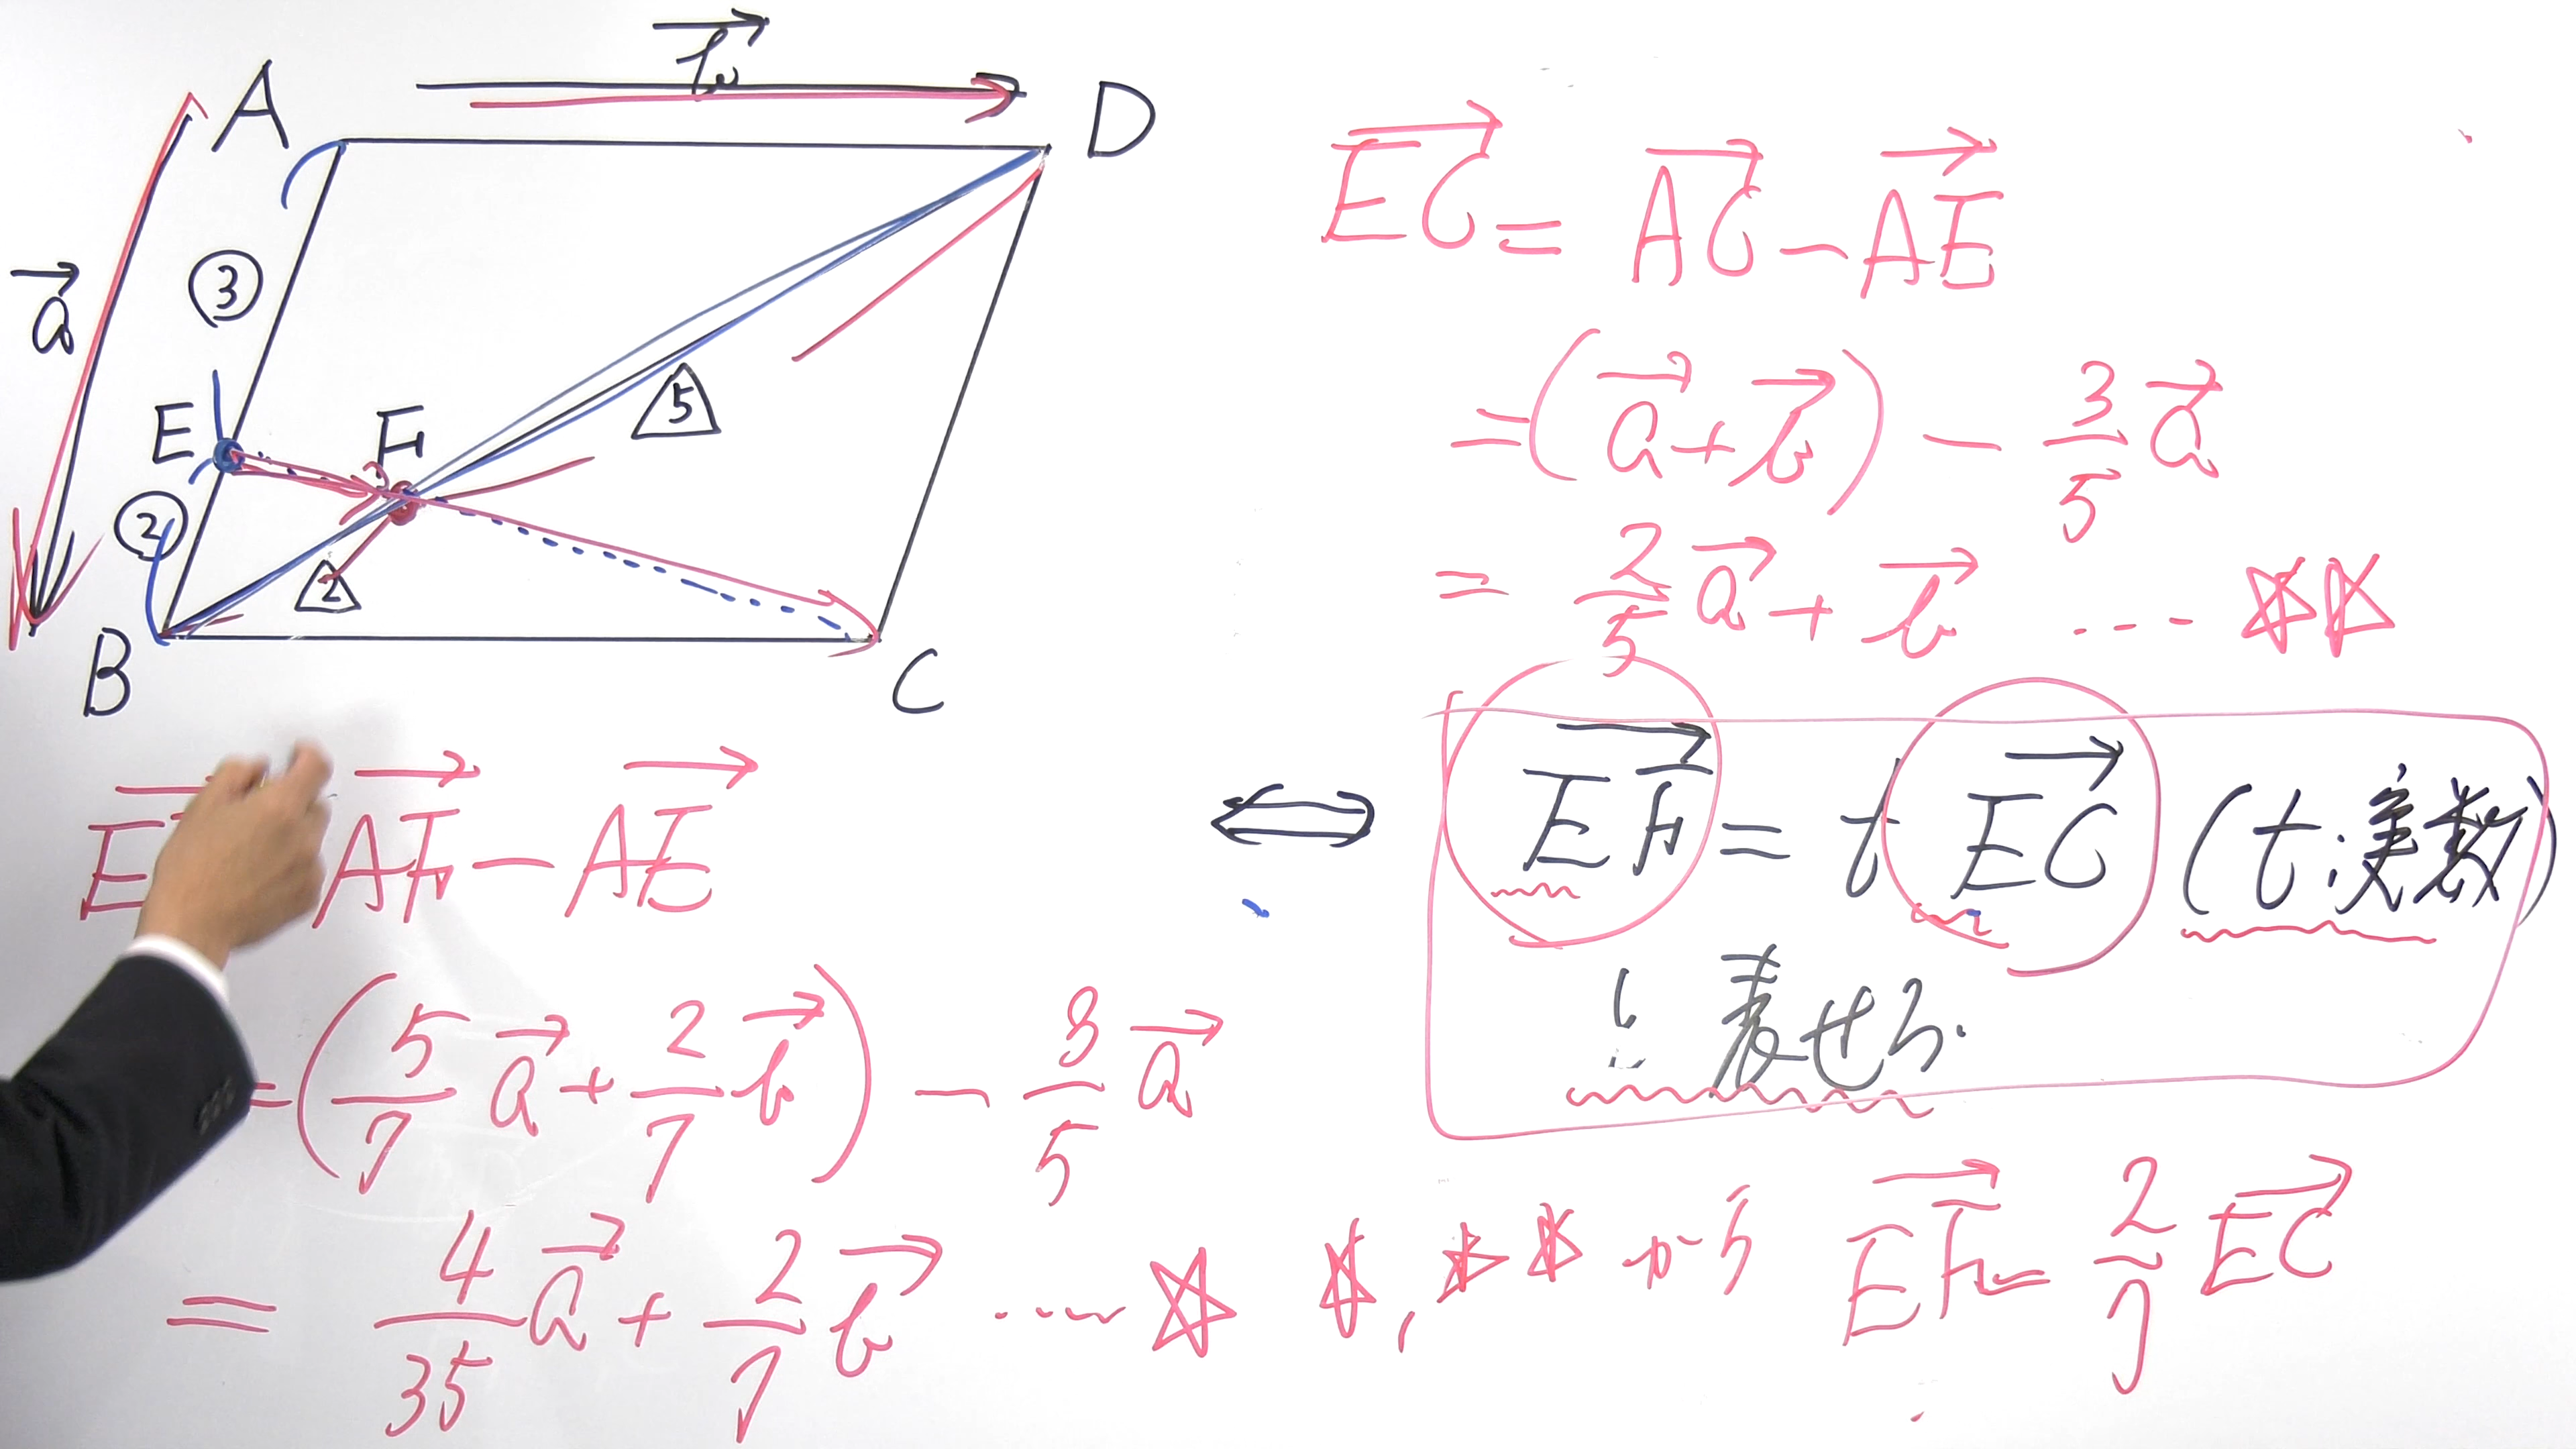 b→
A
D
a→
③
E
F
5
②
2
B
C
EC→ = AC→ − AE→
= (a→ + b→) − 3/5 a→
= 2/5 a→ + b→ ... ☆☆
E AF→ − AE→
= (5/7 a→ + 2/7 b→) − 3/5 a→
= 4/35 a→ + 2/7 b→ ... ☆
⇔ EF→ = t EC→ (t:実数)
と表せる.
☆, ☆☆から EF→ = 2/7 EC→